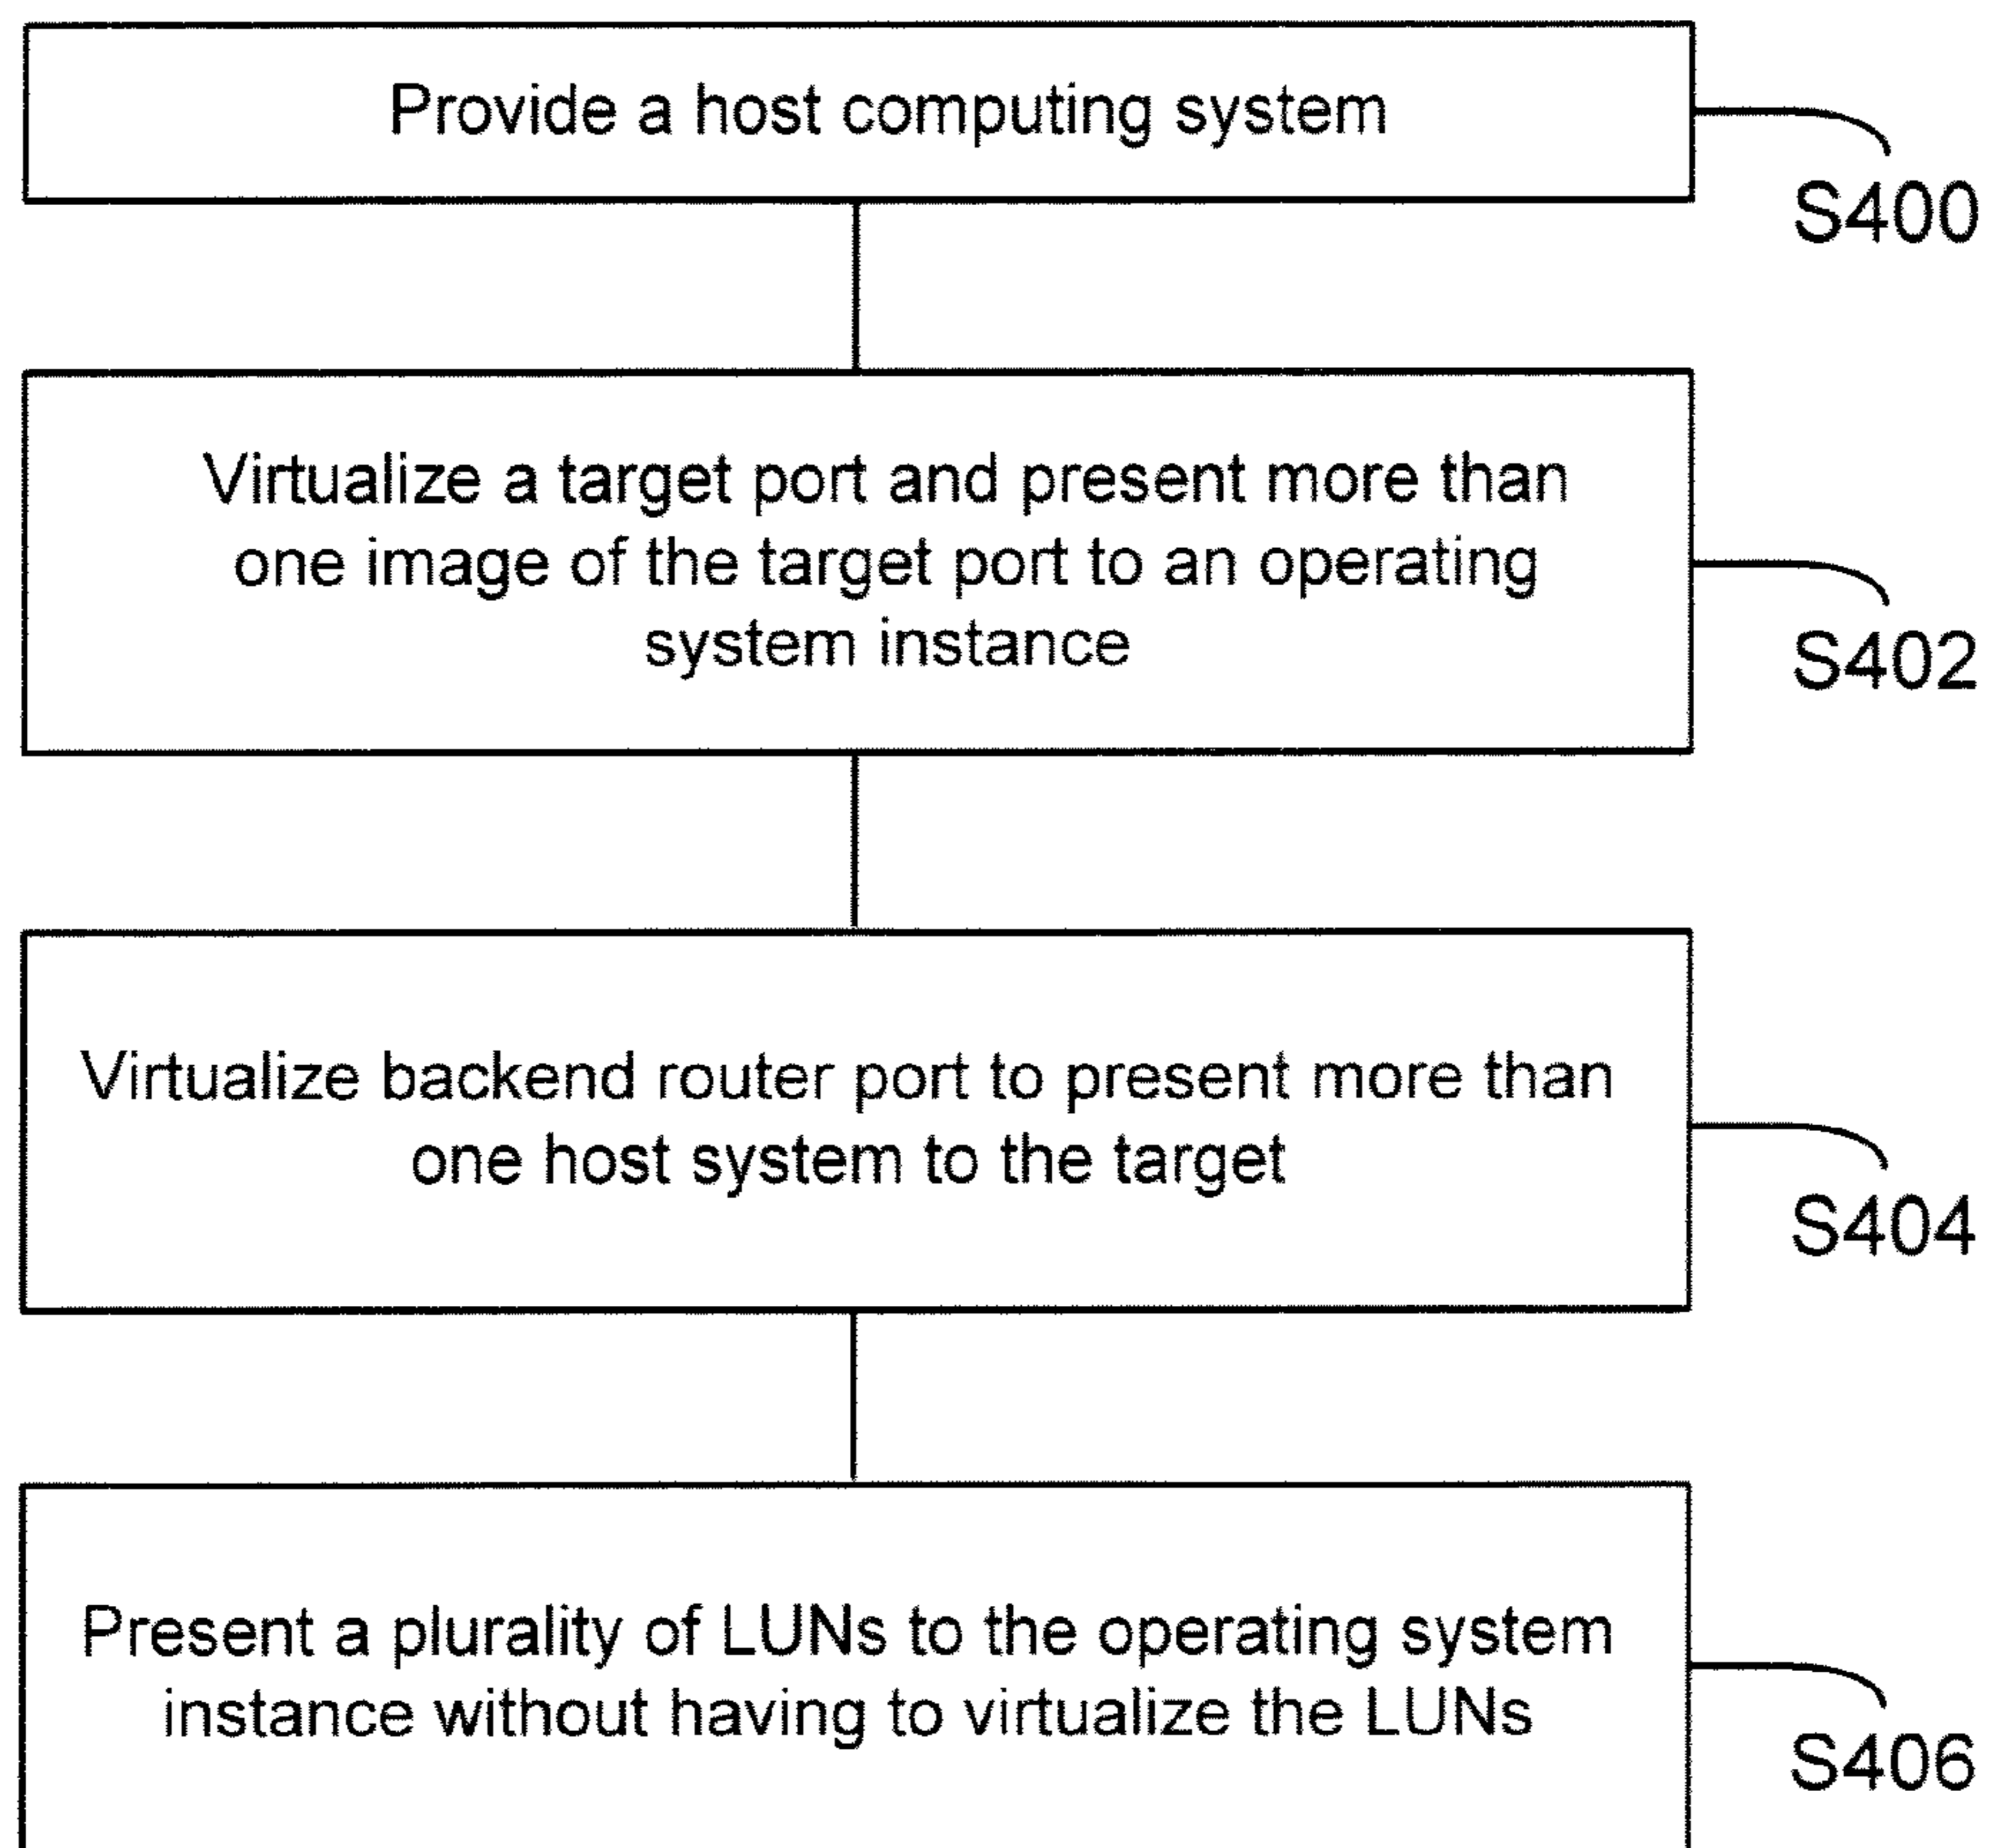 Provide a host computing system
S400
Virtualize a target port and present more than
one image of the target port to an operating
system instance
S402
Virtualize backend router port to present more than
one host system to the target
S404
Present a plurality of LUNs to the operating system
instance without having to virtualize the LUNs
S406